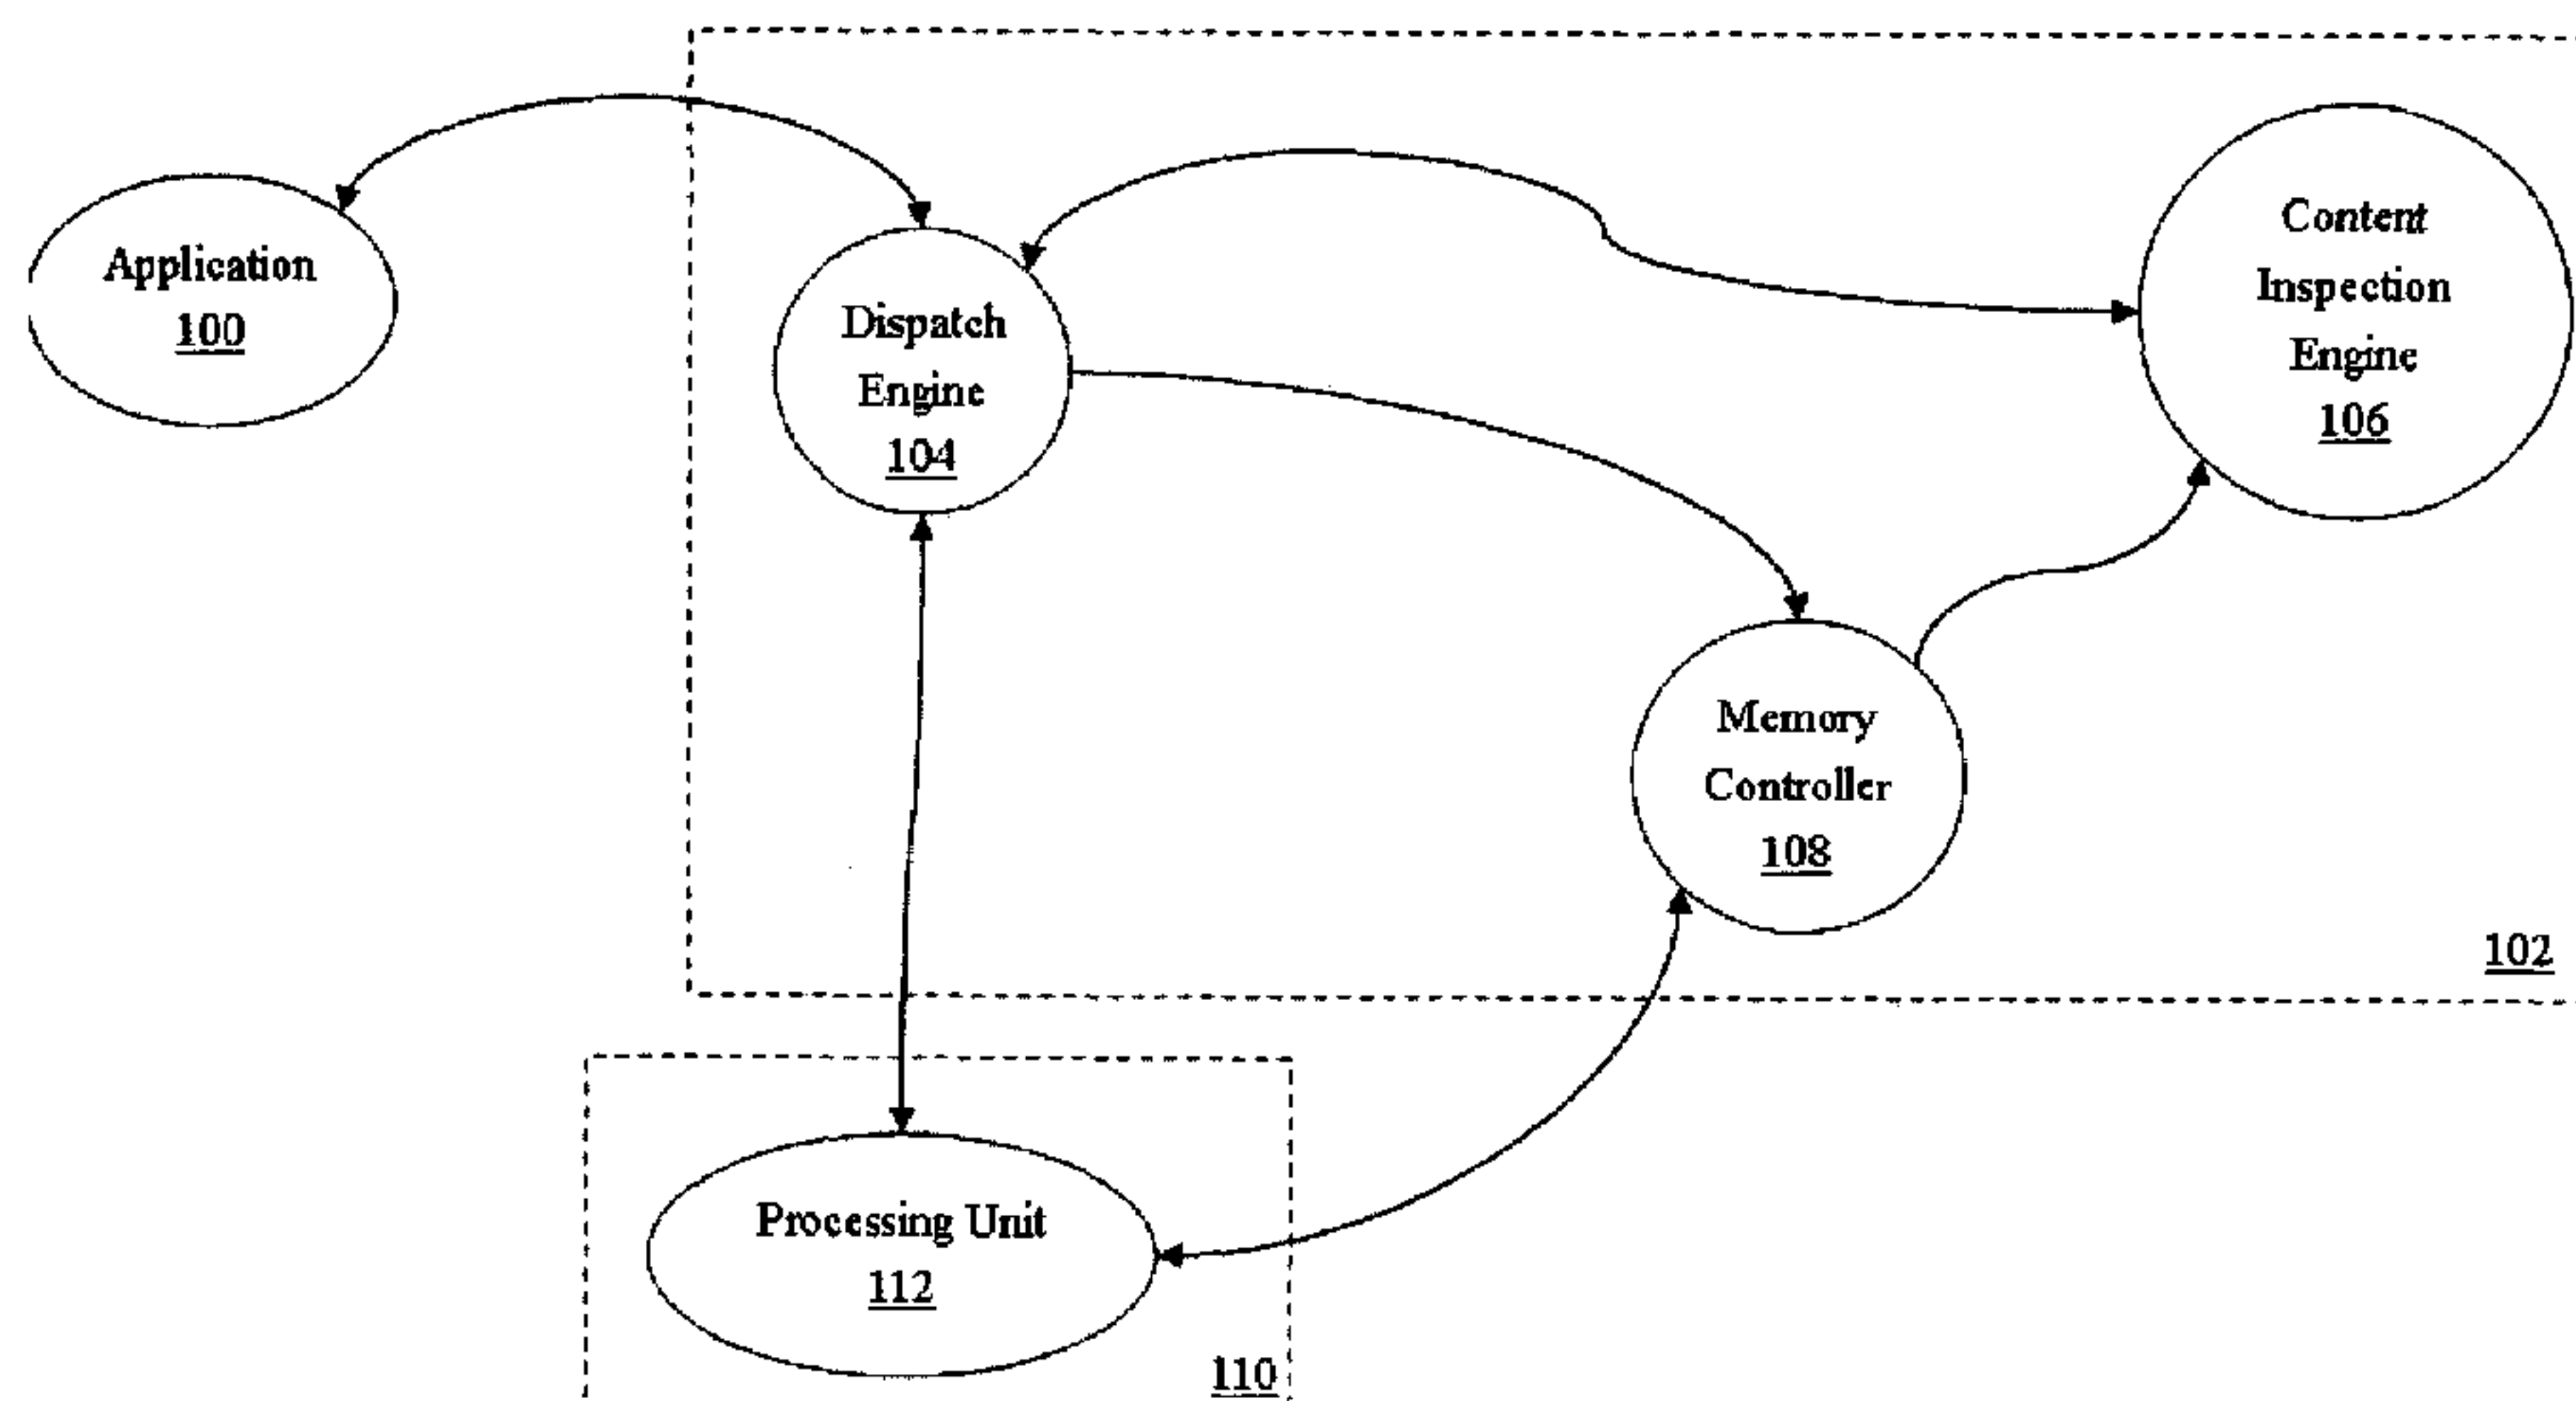 Application
100
Dispatch
Engine
104
Content
Inspection
Engine
106
Memory
Controller
108
102
Processing Unit
112
110